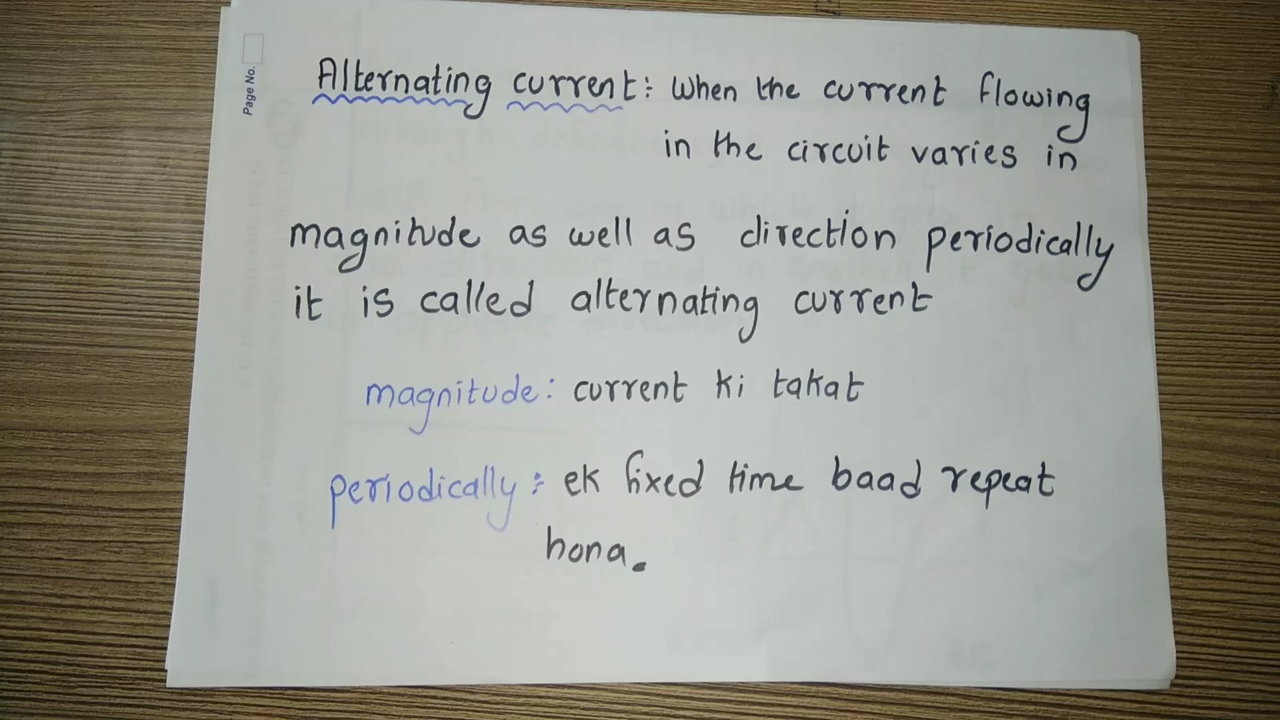 Page No.
Alternating current: When the current flowing
in the circuit varies in
magnitude as well as direction periodically
it is called alternating current
magnitude: current ki takat
periodically: ek fixed time baad repeat
hona.